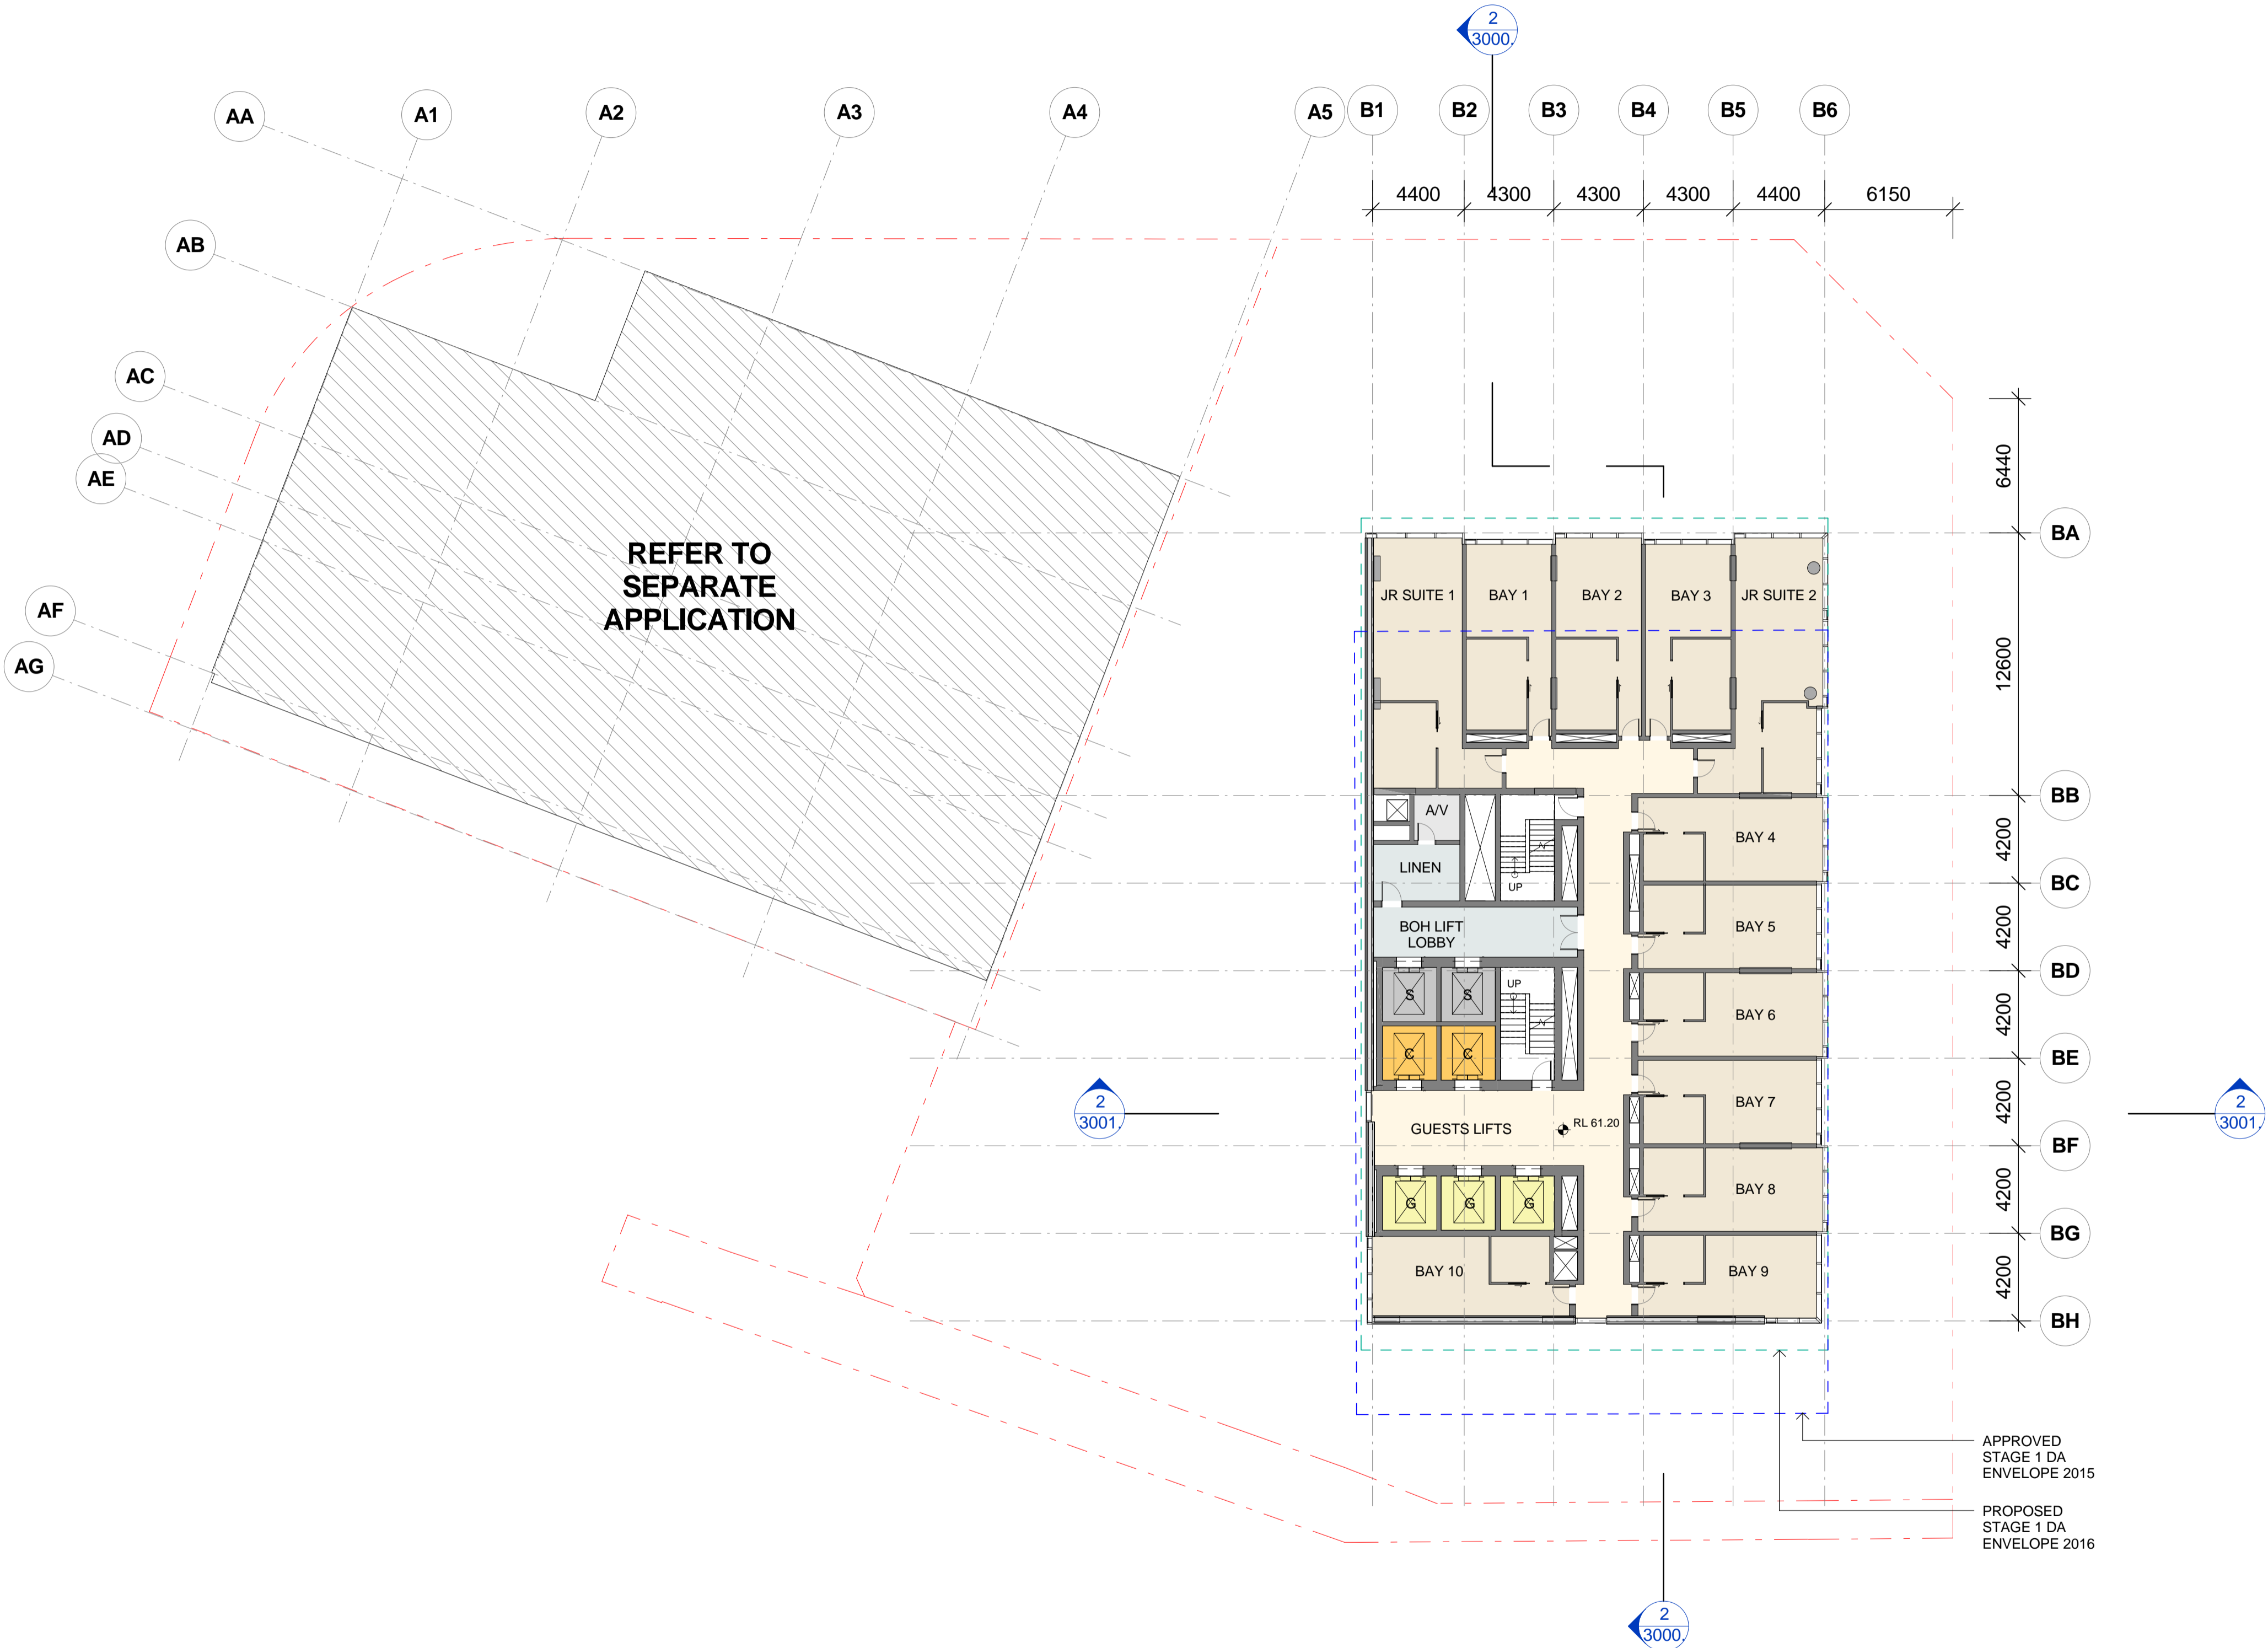 2
3000.
AA
A1
A2
A3
A4
A5
B1
B2
B3
B4
B5
B6
4400
4300
4300
4300
4400
6150
AB
AC
AD
AE
AF
AG
REFER TO
SEPARATE
APPLICATION
6440
BA
JR SUITE 1
BAY 1
BAY 2
BAY 3
JR SUITE 2
12600
BB
A/V
BAY 4
4200
LINEN
UP
BC
BOH LIFT
LOBBY
BAY 5
4200
BD
S
S
UP
BAY 6
4200
C
C
BE
2
3001.
GUESTS LIFTS
RL 61.20
BAY 7
4200
2
3001.
BF
G
G
G
BAY 8
4200
BG
BAY 10
BAY 9
4200
BH
APPROVED
STAGE 1 DA
ENVELOPE 2015
PROPOSED
STAGE 1 DA
ENVELOPE 2016
2
3000.